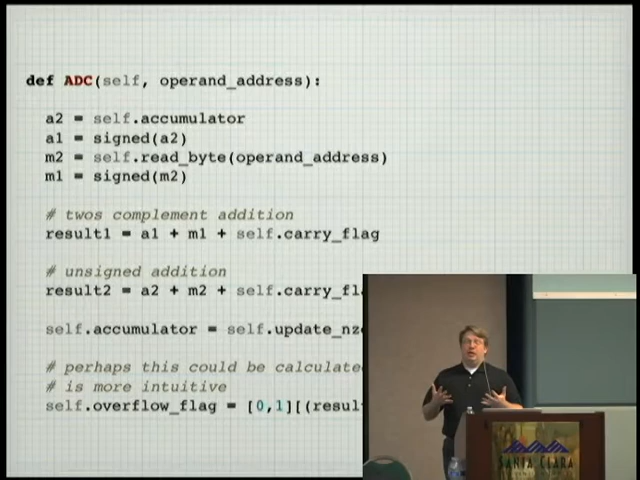 def ADC(self, operand_address):
a2 = self.accumulator
a1 = signed(a2)
m2 = self.read_byte(operand_address)
m1 = signed(m2)
# twos complement addition
result1 = a1 + m1 + self.carry_flag
# unsigned addition
result2 = a2 + m2 + self.carry_fl
self.accumulator = self.update_nz
# perhaps this could be calculate
# is more intuitive
self.overflow_flag = [0,1][(resul
SANTA CLARA